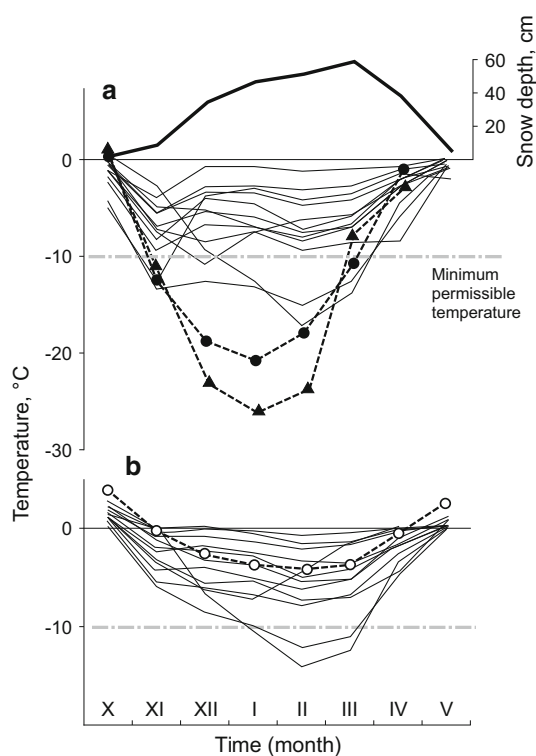 a
60
40
20
Snow depth, cm
0
-10
-20
-30
Minimum
permissible
temperature
Temperature, °C
b
0
-10
X XI XII I II III IV V
Time (month)